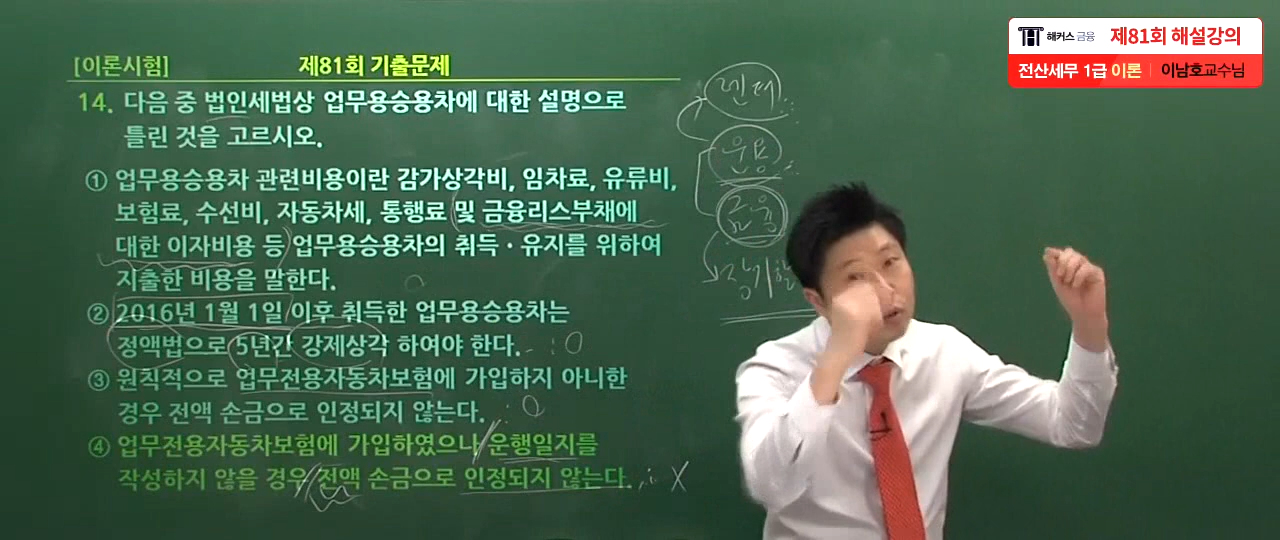 [이론시험] 제81회 기출문제
14. 다음 중 법인세법상 업무용승용차에 대한 설명으로
틀린 것을 고르시오.
① 업무용승용차 관련비용이란 감가상각비, 임차료, 유류비,
보험료, 수선비, 자동차세, 통행료 및 금융리스부채에
대한 이자비용 등 업무용승용차의 취득·유지를 위하여
지출한 비용을 말한다.
② 2016년 1월 1일 이후 취득한 업무용승용차는
정액법으로 5년간 강제상각 하여야 한다. : O
③ 원칙적으로 업무전용자동차보험에 가입하지 아니한
경우 전액 손금으로 인정되지 않는다. : O
④ 업무전용자동차보험에 가입하였으나 운행일지를
작성하지 않을 경우 전액 손금으로 인정되지 않는다. : X
렌테
운용
금융
장기할
해커스 금융 제81회 해설강의
전산세무 1급 이론 | 이남호교수님